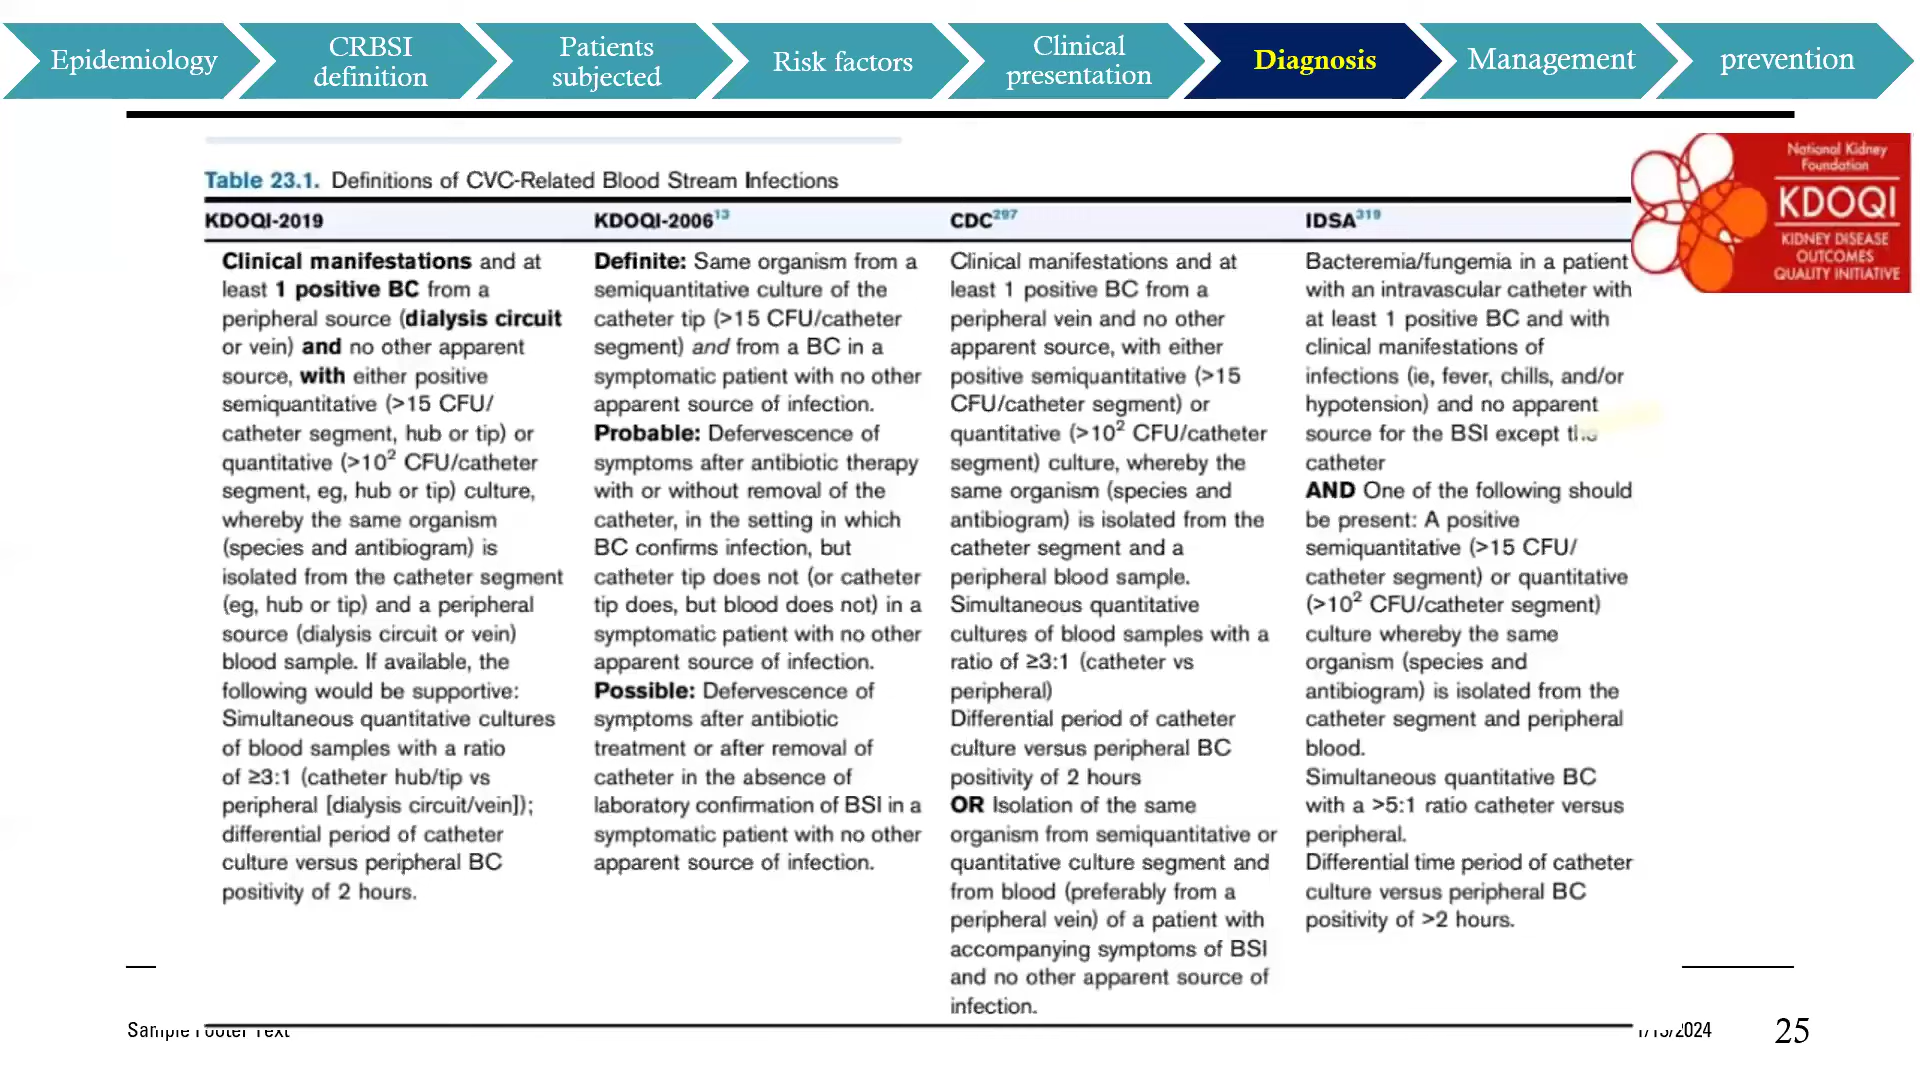 Epidemiology
CRBSI
definition
Patients
subjected
Risk factors
Clinical
presentation
Diagnosis
Management
prevention
National Kidney
Foundation
KDOQI
KIDNEY DISEASE
OUTCOMES
QUALITY INITIATIVE
Table 23.1. Definitions of CVC-Related Blood Stream Infections
KDOQI-2019
Clinical manifestations and at
least 1 positive BC from a
peripheral source (dialysis circuit
or vein) and no other apparent
source, with either positive
semiquantitative (>15 CFU/
catheter segment, hub or tip) or
quantitative (>10² CFU/catheter
segment, eg, hub or tip) culture,
whereby the same organism
(species and antibiogram) is
isolated from the catheter segment
(eg, hub or tip) and a peripheral
source (dialysis circuit or vein)
blood sample. If available, the
following would be supportive:
Simultaneous quantitative cultures
of blood samples with a ratio
of ≥3:1 (catheter hub/tip vs
peripheral [dialysis circuit/vein]);
differential period of catheter
culture versus peripheral BC
positivity of 2 hours.
KDOQI-2006¹³
Definite: Same organism from a
semiquantitative culture of the
catheter tip (>15 CFU/catheter
segment) and from a BC in a
symptomatic patient with no other
apparent source of infection.
Probable: Defervescence of
symptoms after antibiotic therapy
with or without removal of the
catheter, in the setting in which
BC confirms infection, but
catheter tip does not (or catheter
tip does, but blood does not) in a
symptomatic patient with no other
apparent source of infection.
Possible: Defervescence of
symptoms after antibiotic
treatment or after removal of
catheter in the absence of
laboratory confirmation of BSI in a
symptomatic patient with no other
apparent source of infection.
CDC²⁹⁷
Clinical manifestations and at
least 1 positive BC from a
peripheral vein and no other
apparent source, with either
positive semiquantitative (>15
CFU/catheter segment) or
quantitative (>10² CFU/catheter
segment) culture, whereby the
same organism (species and
antibiogram) is isolated from the
catheter segment and a
peripheral blood sample.
Simultaneous quantitative
cultures of blood samples with a
ratio of ≥3:1 (catheter vs
peripheral)
Differential period of catheter
culture versus peripheral BC
positivity of 2 hours
OR Isolation of the same
organism from semiquantitative or
quantitative culture segment and
from blood (preferably from a
peripheral vein) of a patient with
accompanying symptoms of BSI
and no other apparent source of
infection.
IDSA³¹⁹
Bacteremia/fungemia in a patient
with an intravascular catheter with
at least 1 positive BC and with
clinical manifestations of
infections (ie, fever, chills, and/or
hypotension) and no apparent
source for the BSI except the
catheter
AND One of the following should
be present: A positive
semiquantitative (>15 CFU/
catheter segment) or quantitative
(>10² CFU/catheter segment)
culture whereby the same
organism (species and
antibiogram) is isolated from the
catheter segment and peripheral
blood.
Simultaneous quantitative BC
with a >5:1 ratio catheter versus
peripheral.
Differential time period of catheter
culture versus peripheral BC
positivity of >2 hours.
Sample Footer Text
25